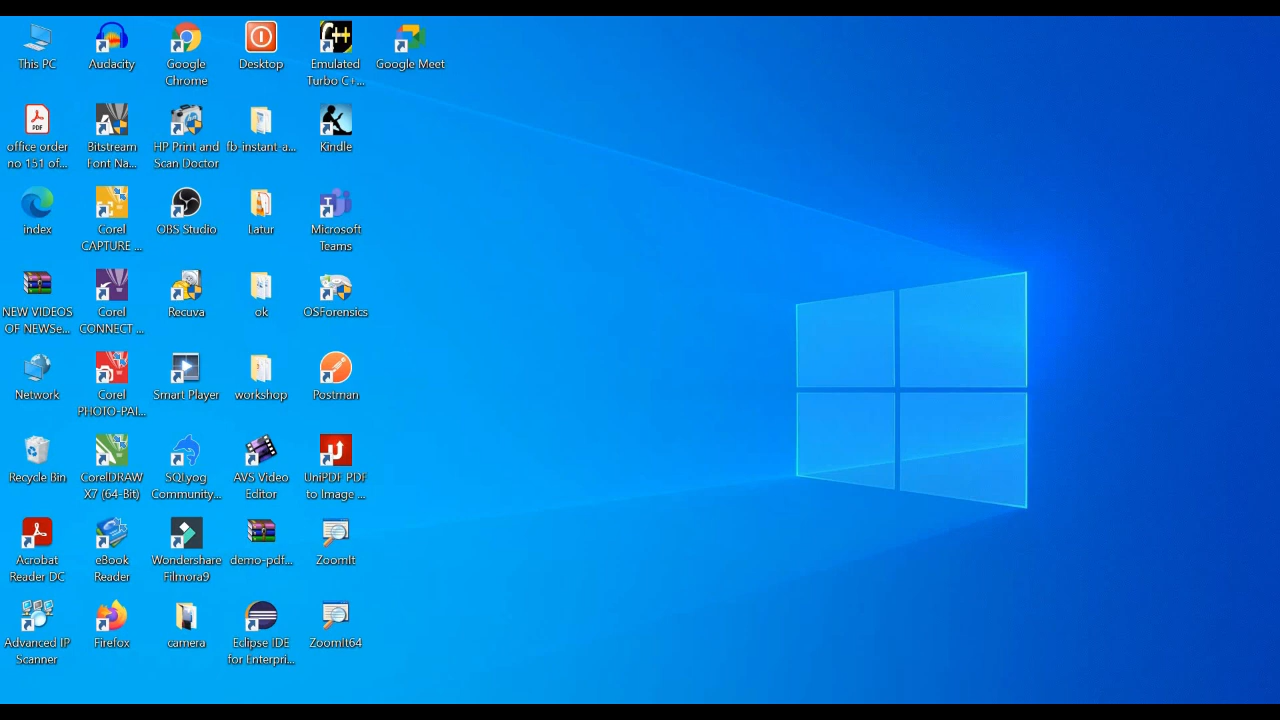 This PC
Audacity
Google
Chrome
Desktop
C++
Emulated
Turbo C+...
Google Meet
PDF
office order
no 151 of...
Bitstream
Font Na...
HP Print and
Scan Doctor
fb-instant-a...
Kindle
index
Corel
CAPTURE ...
OBS Studio
Latur
Microsoft
Teams
NEW VIDEOS
OF NEWSe...
Corel
CONNECT ...
Recuva
ok
OSForensics
Network
Corel
PHOTO-PAI...
Smart Player
workshop
Postman
Recycle Bin
CorelDRAW
X7 (64-Bit)
SQLyog
Community...
AVS Video
Editor
UniPDF PDF
to Image ...
Acrobat
Reader DC
eBook
Reader
Wondershare
Filmora9
demo-pdf...
ZoomIt
Advanced IP
Scanner
Firefox
camera
Eclipse IDE
for Enterpri...
ZoomIt64